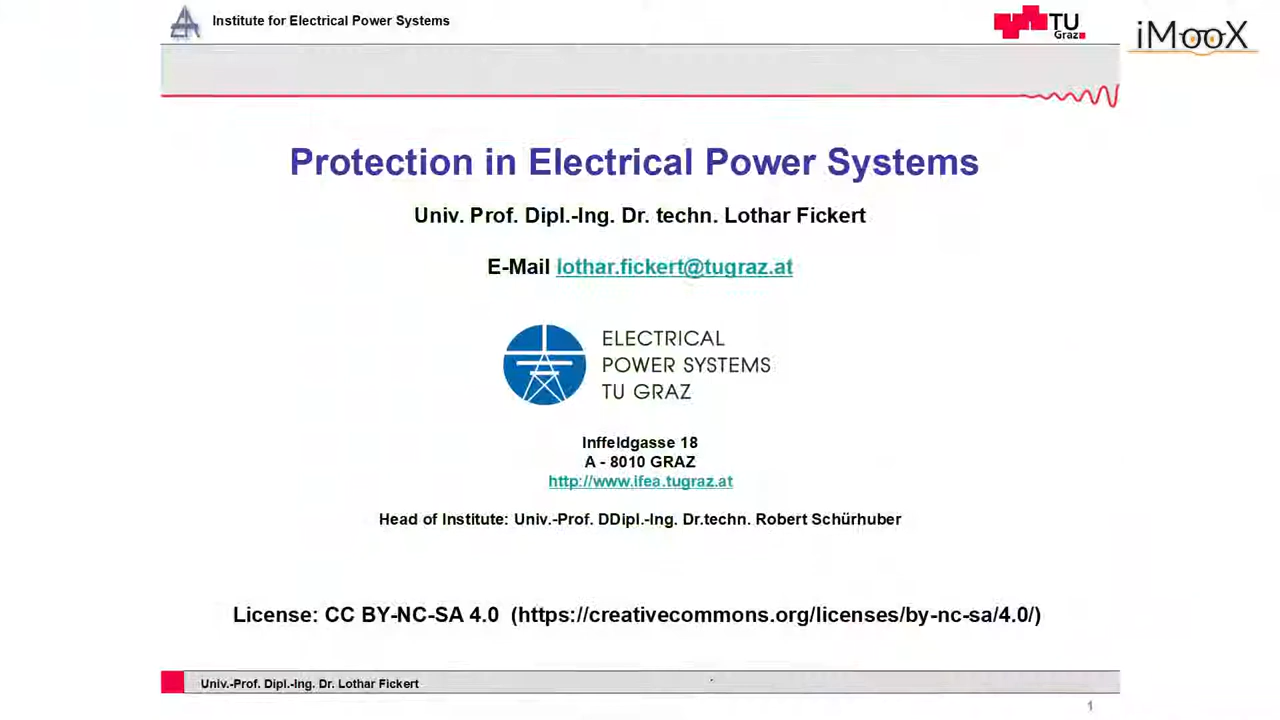 Institute for Electrical Power Systems
TU
Graz
iMooX
Protection in Electrical Power Systems
Univ. Prof. Dipl.-Ing. Dr. techn. Lothar Fickert
E-Mail lothar.fickert@tugraz.at
ELECTRICAL
POWER SYSTEMS
TU GRAZ
Inffeldgasse 18
A - 8010 GRAZ
http://www.ifea.tugraz.at
Head of Institute: Univ.-Prof. DDipl.-Ing. Dr.techn. Robert Schürhuber
License: CC BY-NC-SA 4.0 (https://creativecommons.org/licenses/by-nc-sa/4.0/)
Univ.-Prof. Dipl.-Ing. Dr. Lothar Fickert
1